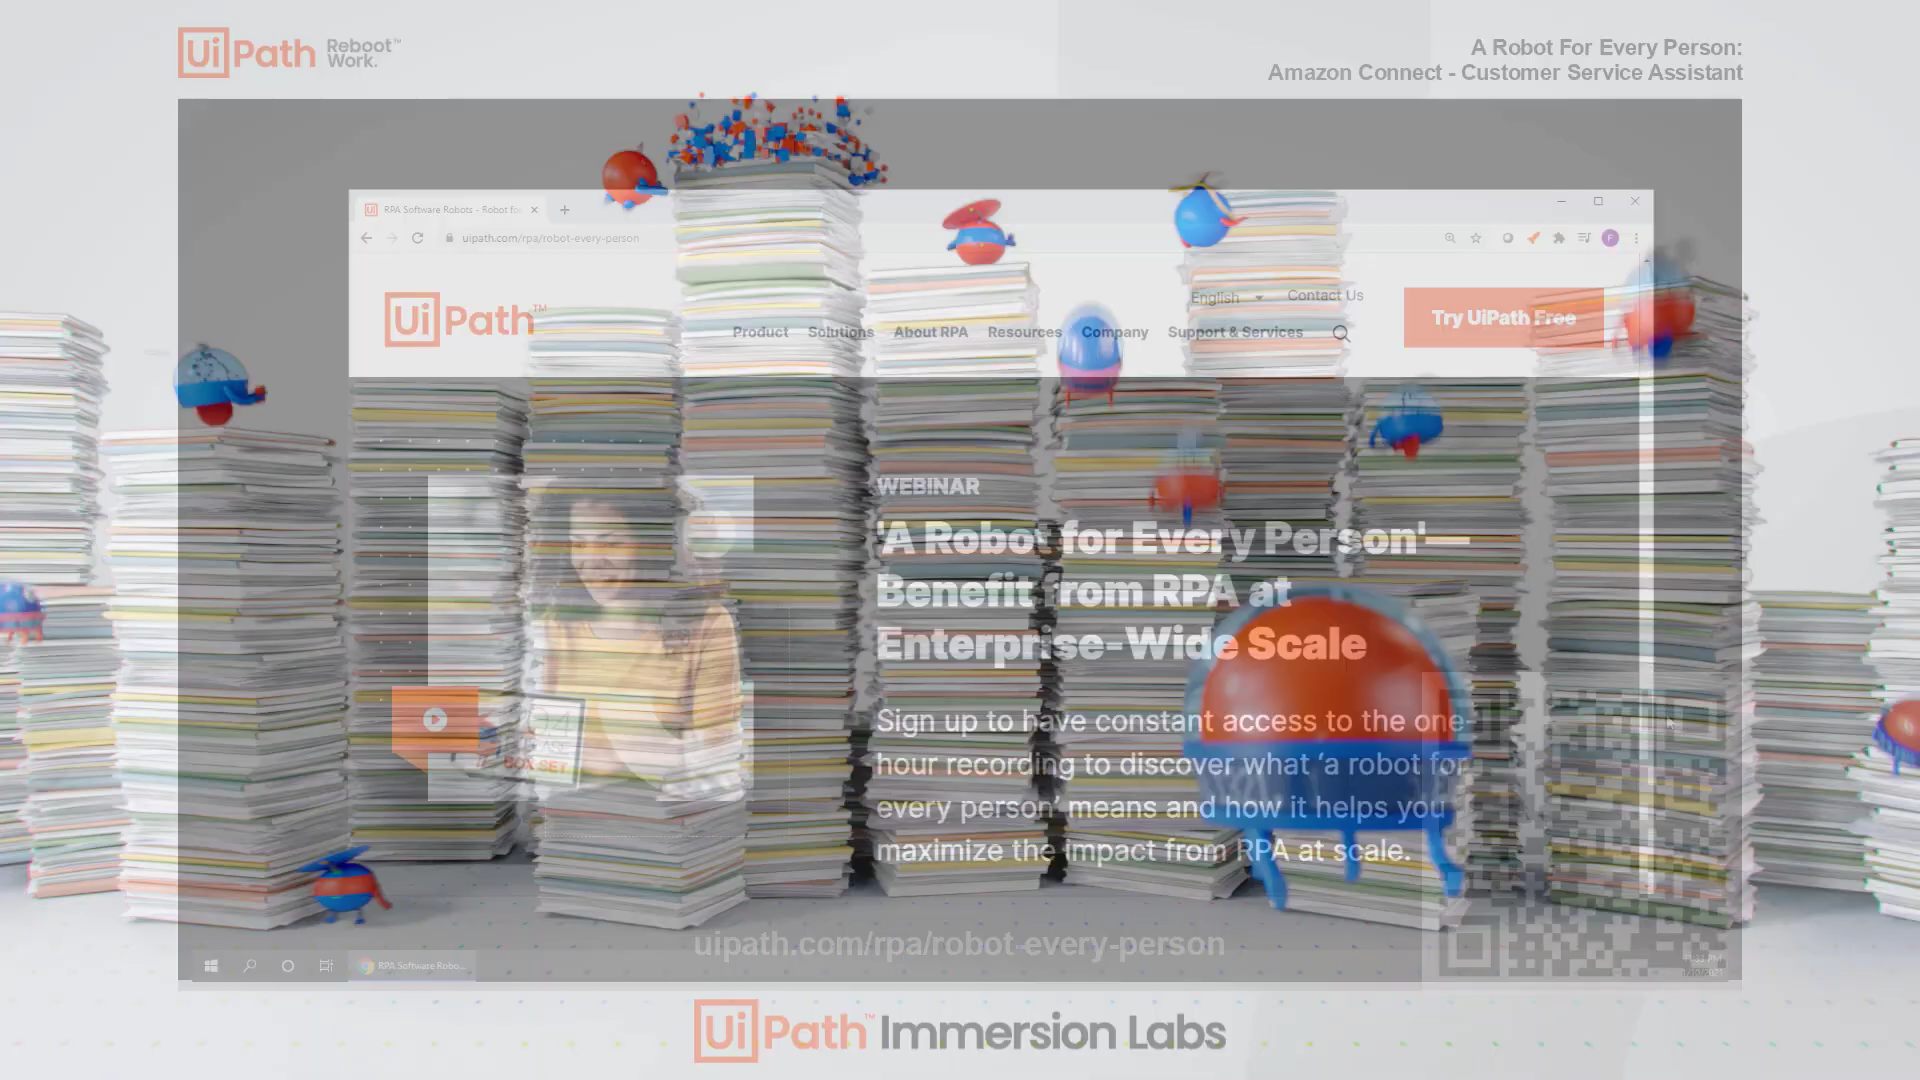 UiPath Reboot™
Work.
A Robot For Every Person:
Amazon Connect - Customer Service Assistant
RPA Software Robots - Robot for
uipath.com/rpa/robot-every-person
F
UiPath™
English
Contact Us
Product Solutions About RPA Resources Company Support & Services
Try UiPath Free
WEBINAR
'A Robot for Every Person'—
Benefit from RPA at
Enterprise-Wide Scale
Sign up to have constant access to the one-
hour recording to discover what ‘a robot for
every person’ means and how it helps you
maximize the impact from RPA at scale.
BOX SET
uipath.com/rpa/robot-every-person
RPA Software Robo...
UiPath™ Immersion Labs